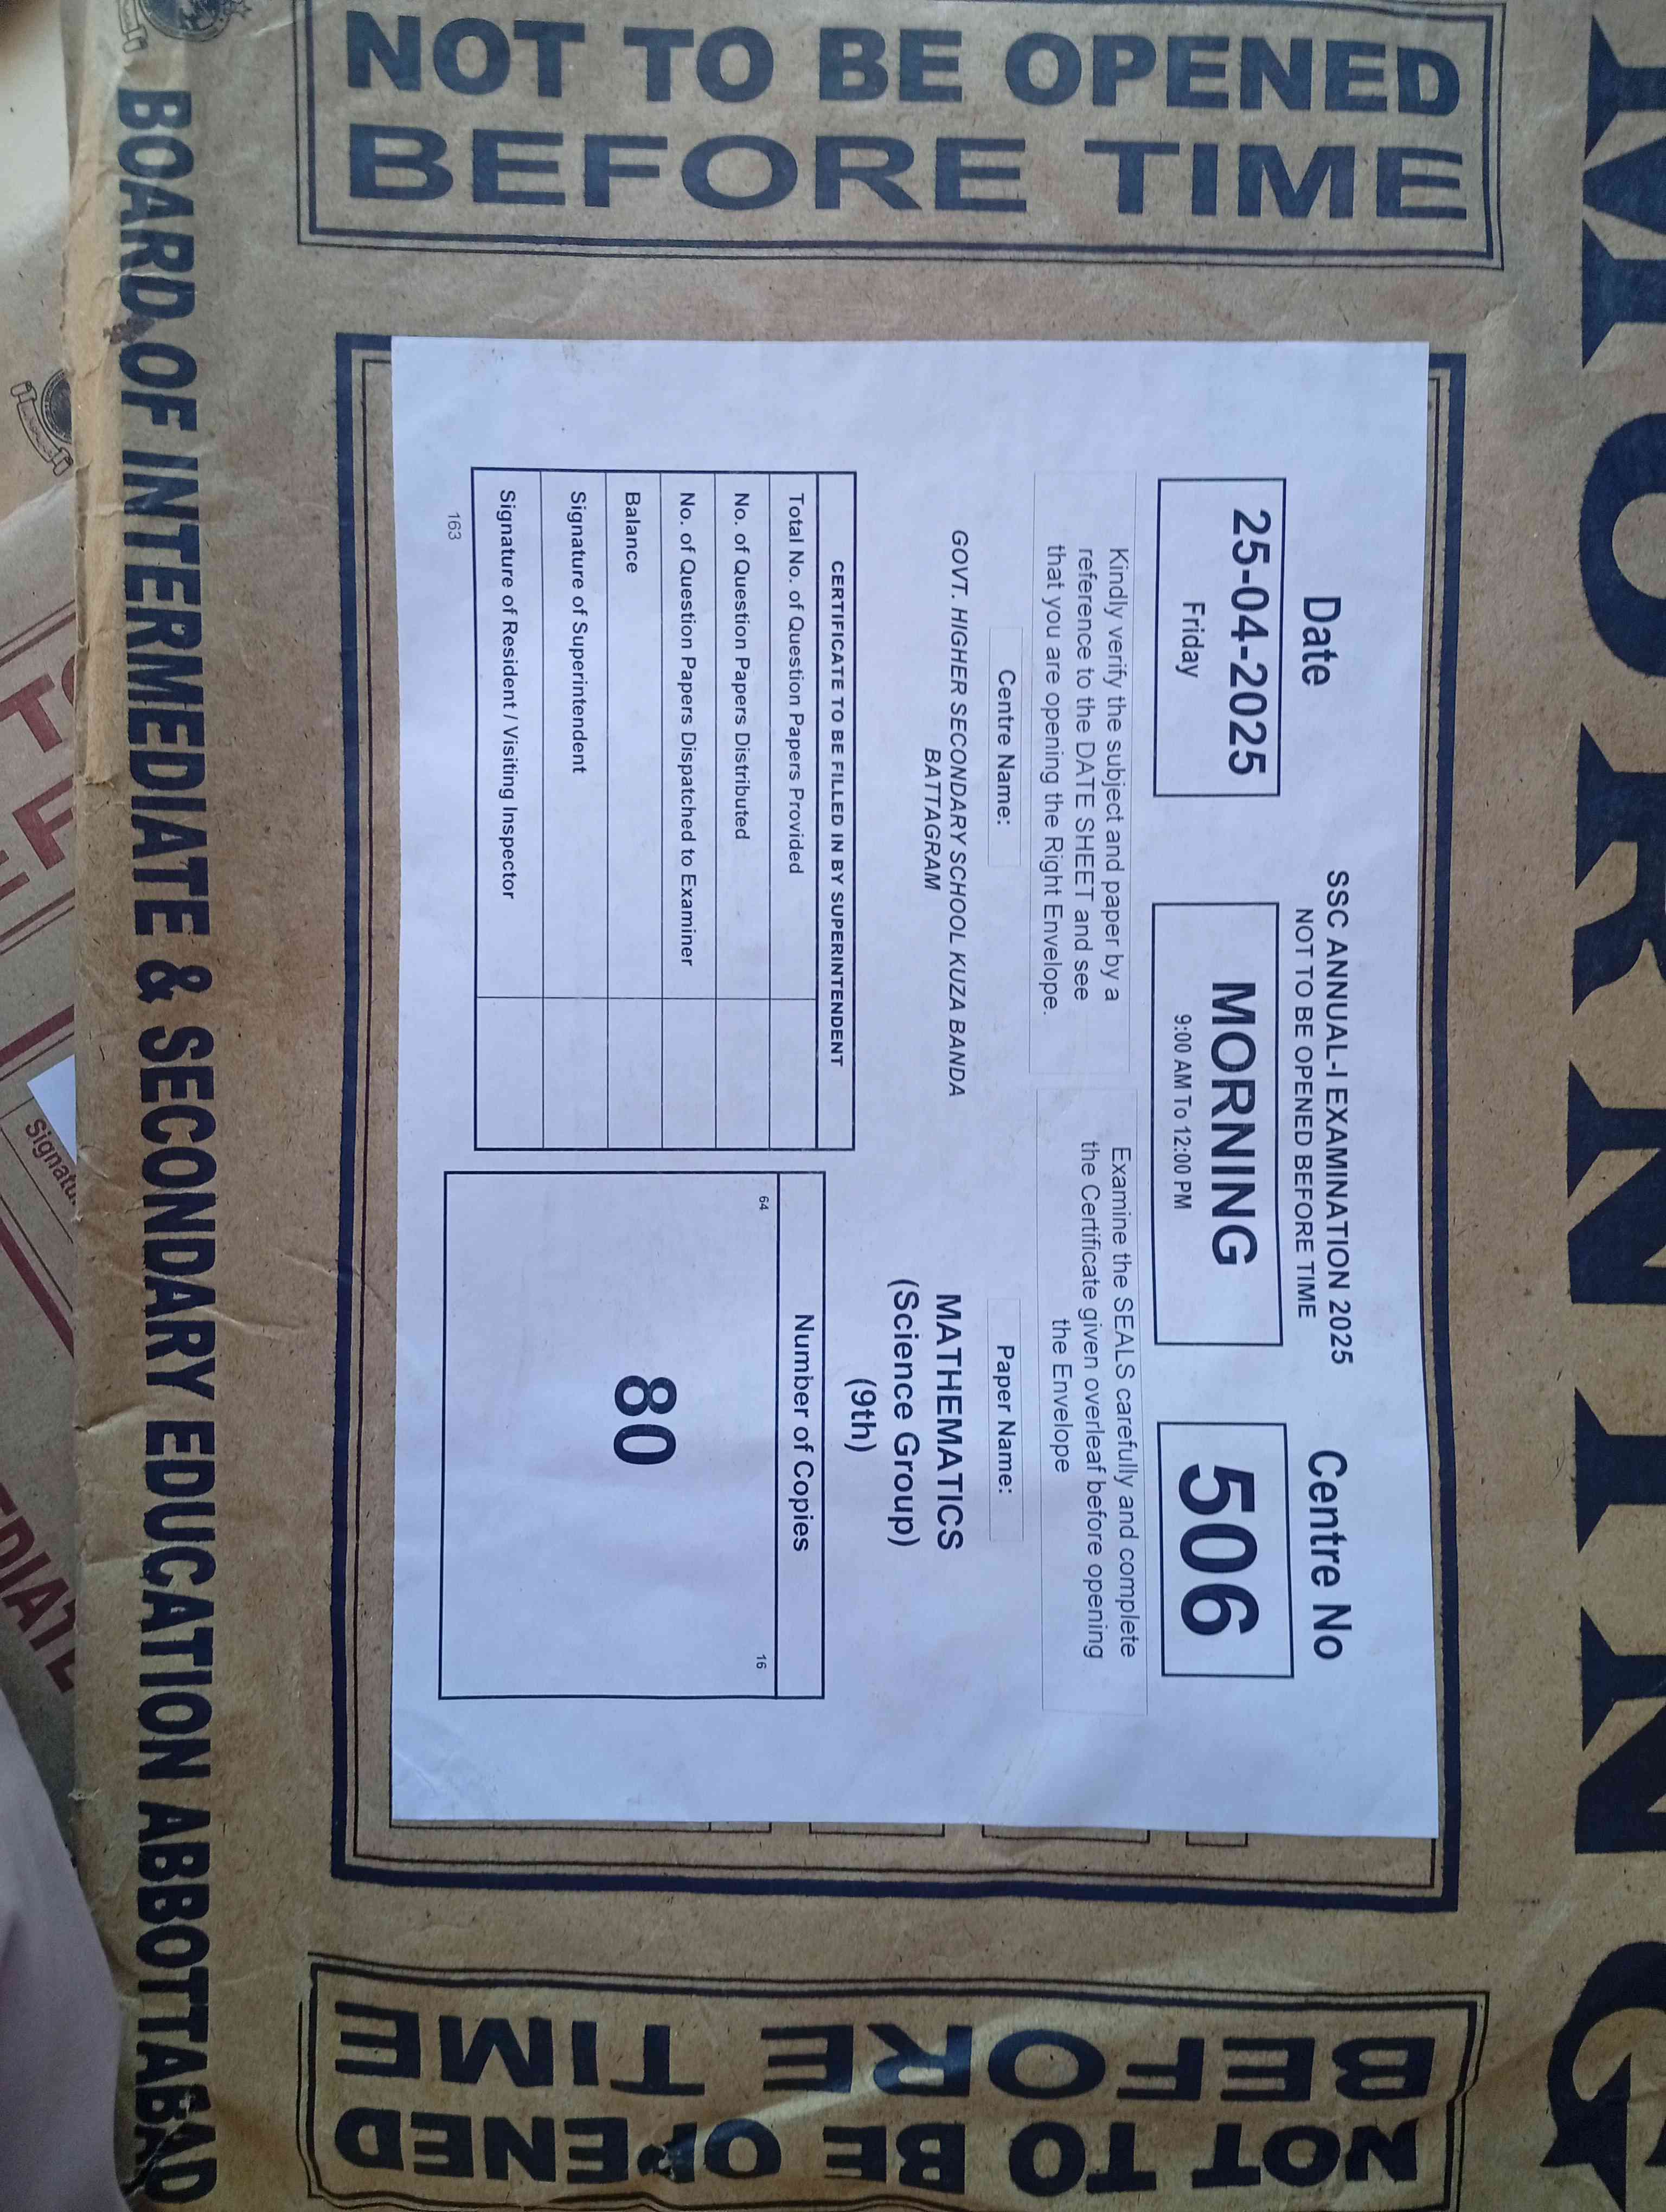 MORNING
NOT TO BE OPENED
BEFORE TIME
SSC ANNUAL-I EXAMINATION 2025
NOT TO BE OPENED BEFORE TIME
Date
25-04-2025
Friday
MORNING
9:00 AM To 12:00 PM
Centre No
506
Kindly verify the subject and paper by a
reference to the DATE SHEET and see
that you are opening the Right Envelope.
Examine the SEALS carefully and complete
the Certificate given overleaf before opening
the Envelope
Centre Name:
GOVT. HIGHER SECONDARY SCHOOL KUZA BANDA
BATTAGRAM
Paper Name:
MATHEMATICS
(Science Group)
(9th)
CERTIFICATE TO BE FILLED IN BY SUPERINTENDENT
Total No. of Question Papers Provided
No. of Question Papers Distributed
No. of Question Papers Dispatched to Examiner
Balance
Signature of Superintendent
Signature of Resident / Visiting Inspector
163
Number of Copies
64
16
80
NOT TO BE OPENED
BEFORE TIME
BOARD OF INTERMEDIATE & SECONDARY EDUCATION ABBOTTABAD